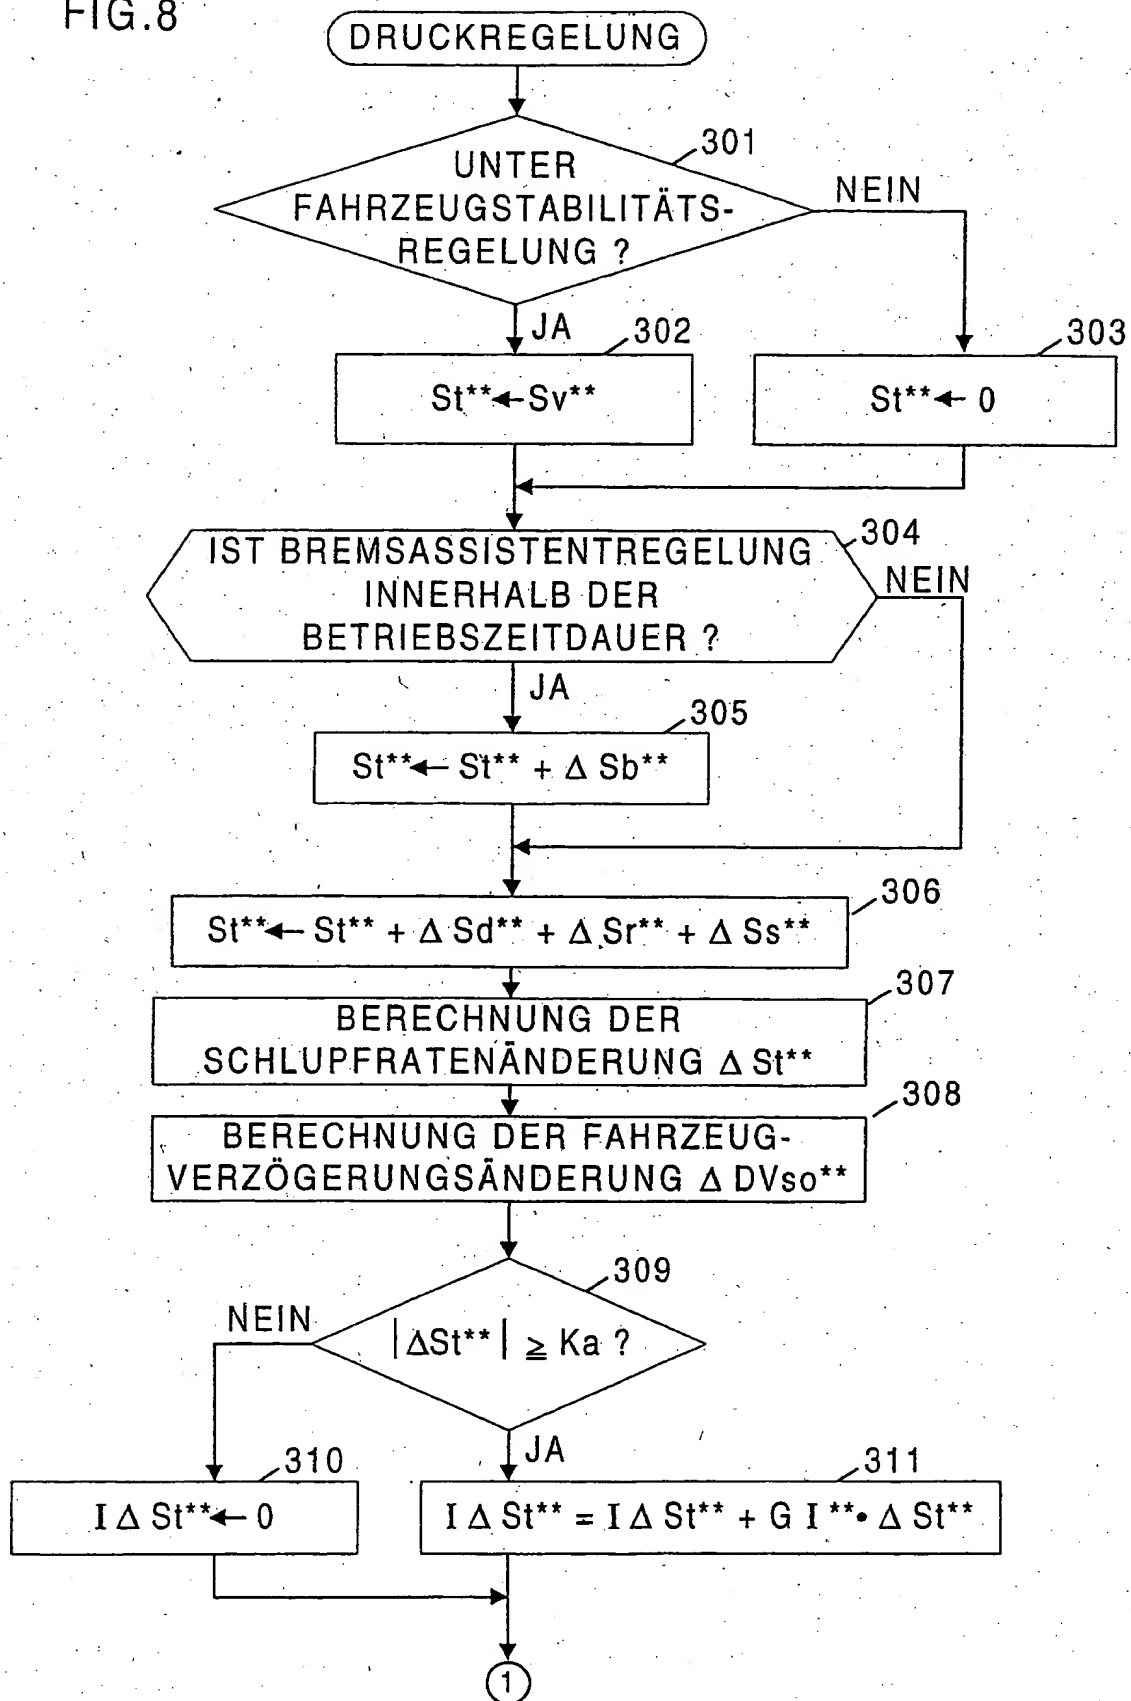 FIG.8
DRUCKREGELUNG
301
UNTER
FAHRZEUGSTABILITÄTS-
REGELUNG ?
NEIN
JA
302
303
St**←Sv**
St**←0
304
IST BREMSASSISTENTREGELUNG
INNERHALB DER
BETRIEBSZEITDAUER ?
NEIN
JA
305
St**←St** + Δ Sb**
306
St**←St** + Δ Sd** + Δ Sr** + Δ Ss**
307
BERECHNUNG DER
SCHLUPFRATENÄNDERUNG Δ St**
308
BERECHNUNG DER FAHRZEUG-
VERZÖGERUNGSÄNDERUNG Δ DVso**
309
NEIN
|ΔSt**| ≧ Ka ?
JA
310
311
I Δ St**←0
I Δ St** = I Δ St** + G I **• Δ St**
1